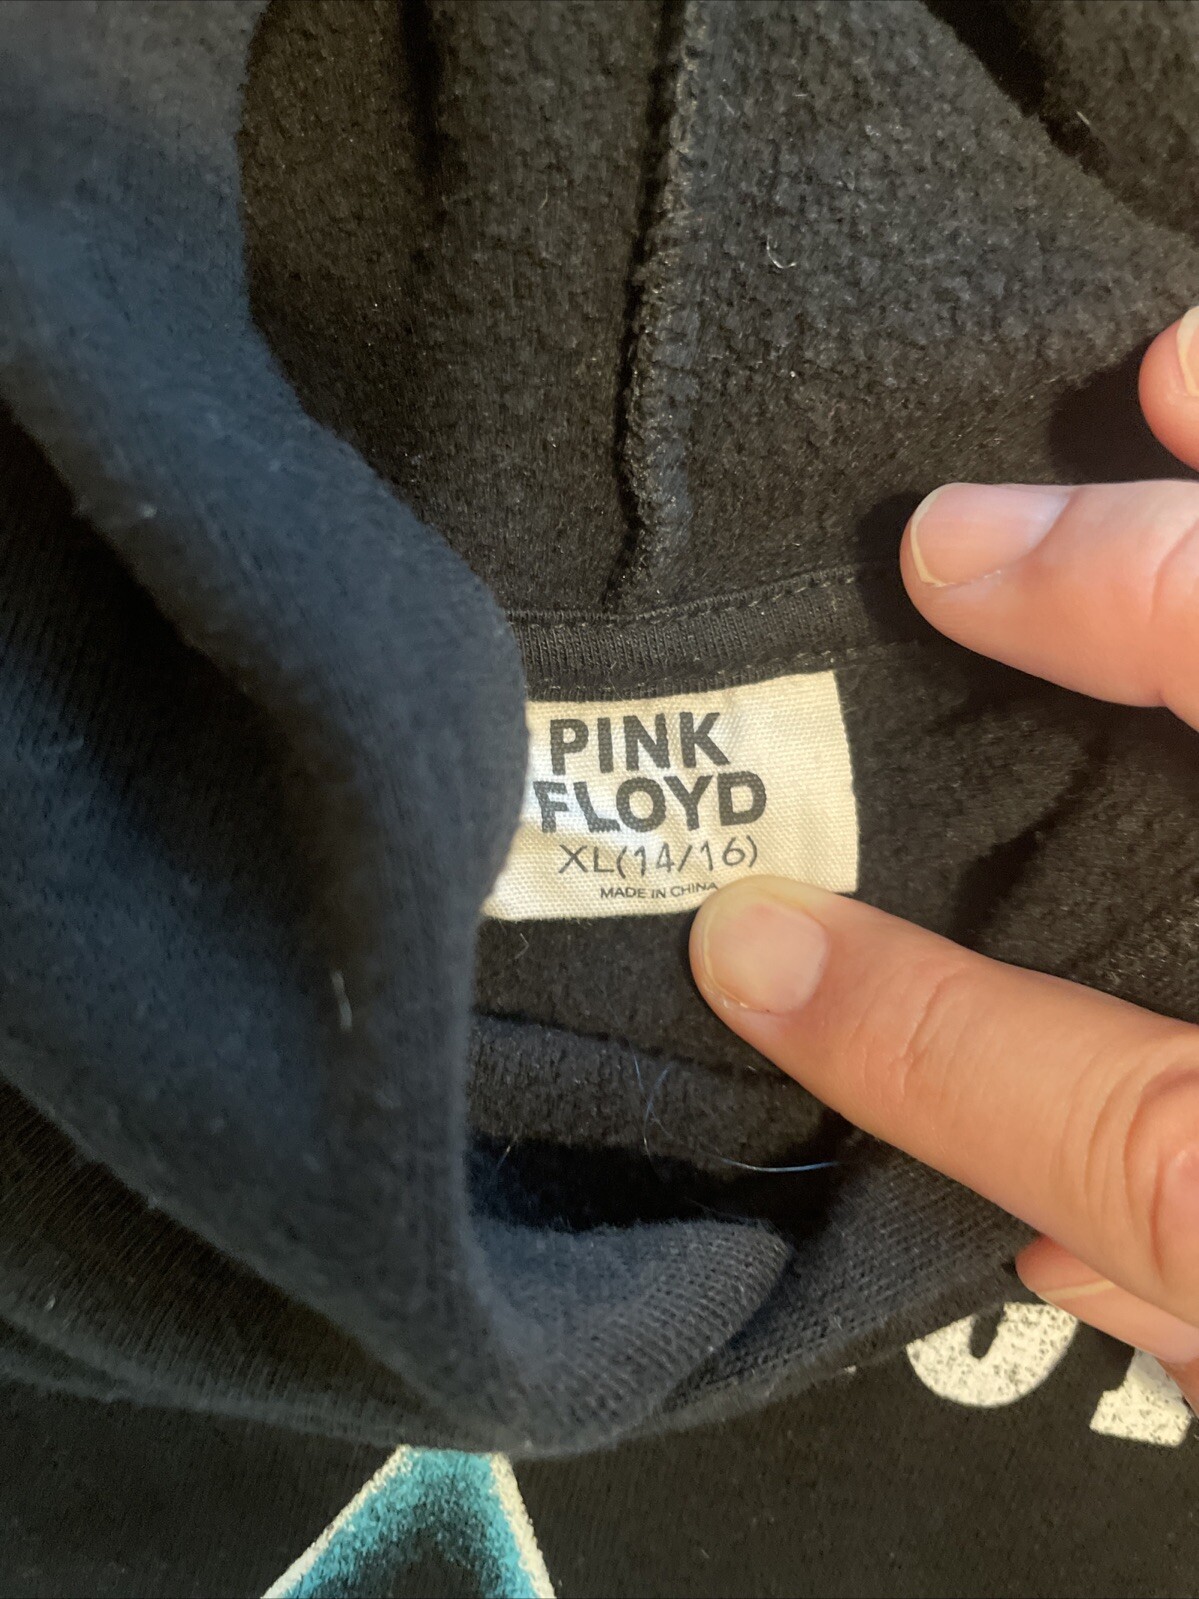 PINK
FLOYD
XL(14/16)
MADE IN CHINA